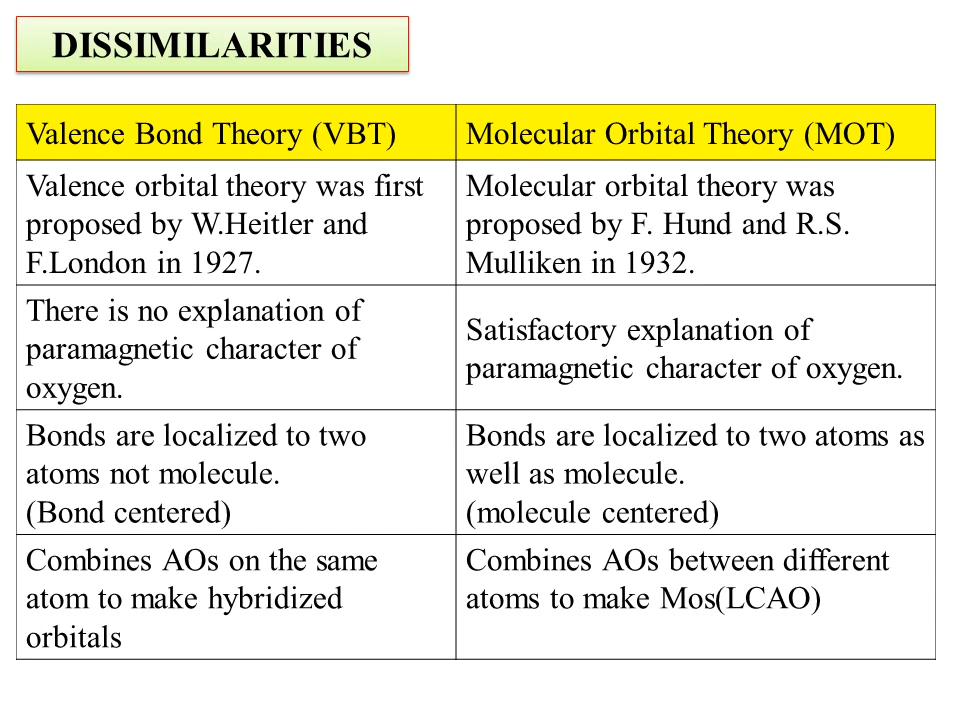 DISSIMILARITIES
Valence Bond Theory (VBT)
Molecular Orbital Theory (MOT)
Valence orbital theory was first
proposed by W.Heitler and
F.London in 1927.
Molecular orbital theory was
proposed by F. Hund and R.S.
Mulliken in 1932.
There is no explanation of
paramagnetic character of
oxygen.
Satisfactory explanation of
paramagnetic character of oxygen.
Bonds are localized to two
atoms not molecule.
(Bond centered)
Bonds are localized to two atoms as
well as molecule.
(molecule centered)
Combines AOs on the same
atom to make hybridized
orbitals
Combines AOs between different
atoms to make Mos(LCAO)